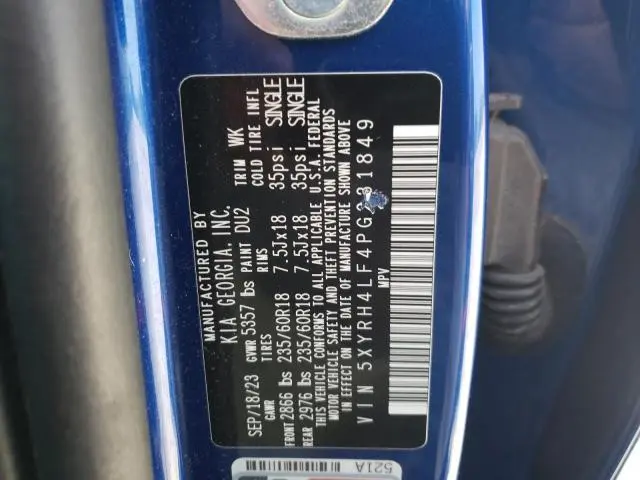 MANUFACTURED BY
KIA GEORGIA, INC.
SEP/18/23 GVWR 5357 lbs PAINT DU2 TRIM WK
GAWR TIRES RIMS COLD TIRE INFL
FRONT 2866 lbs 235/60R18 7.5Jx18 35psi SINGLE
REAR 2976 lbs 235/60R18 7.5Jx18 35psi SINGLE
THIS VEHICLE CONFORMS TO ALL APPLICABLE U.S.A. FEDERAL
MOTOR VEHICLE SAFETY AND THEFT PREVENTION STANDARDS
IN EFFECT ON THE DATE OF MANUFACTURE SHOWN ABOVE
VIN
MPV
521A